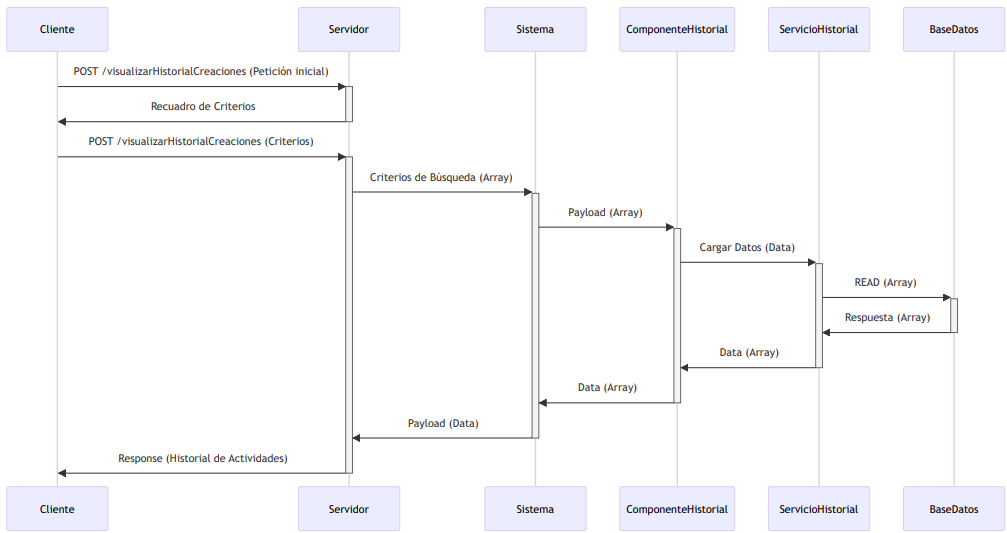 Cliente
Servidor
Sistema
ComponenteHistorial
ServicioHistorial
BaseDatos
POST /visualizarHistorialCreaciones (Petición inicial)
Recuadro de Criterios
POST /visualizarHistorialCreaciones (Criterios)
Criterios de Búsqueda (Array)
Payload (Array)
Cargar Datos (Data)
READ (Array)
Respuesta (Array)
Data (Array)
Data (Array)
Payload (Data)
Response (Historial de Actividades)
Cliente
Servidor
Sistema
ComponenteHistorial
ServicioHistorial
BaseDatos